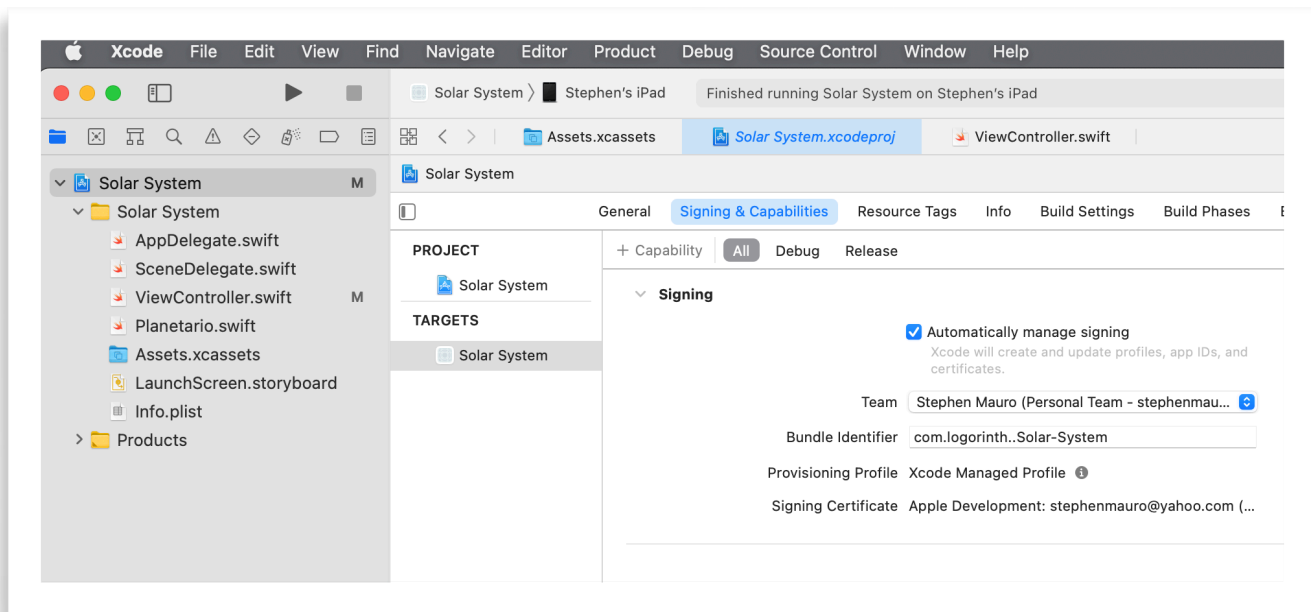 Xcode File Edit View Find Navigate Editor Product Debug Source Control Window Help
Solar System 〉 Stephen's iPad Finished running Solar System on Stephen's iPad
Assets.xcassets Solar System.xcodeproj ViewController.swift
Solar System M
Solar System
AppDelegate.swift
SceneDelegate.swift
ViewController.swift M
Planetario.swift
Assets.xcassets
LaunchScreen.storyboard
Info.plist
Products
Solar System
General Signing & Capabilities Resource Tags Info Build Settings Build Phases
PROJECT
Solar System
TARGETS
Solar System
+ Capability All Debug Release
Signing
Automatically manage signing
Xcode will create and update profiles, app IDs, and
certificates.
Team Stephen Mauro (Personal Team - stephenmau...
Bundle Identifier com.logorinth..Solar-System
Provisioning Profile Xcode Managed Profile
Signing Certificate Apple Development: stephenmauro@yahoo.com (...